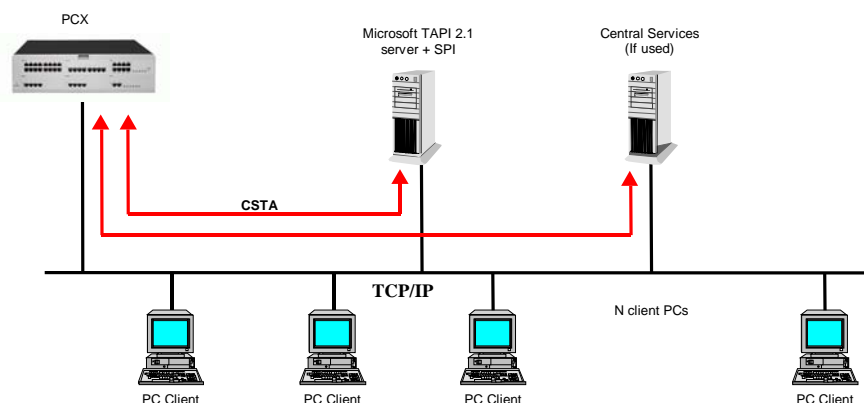 PCX
Microsoft TAPI 2.1
server + SPI
Central Services
(If used)
CSTA
TCP/IP
N client PCs
PC Client
PC Client
PC Client
PC Client